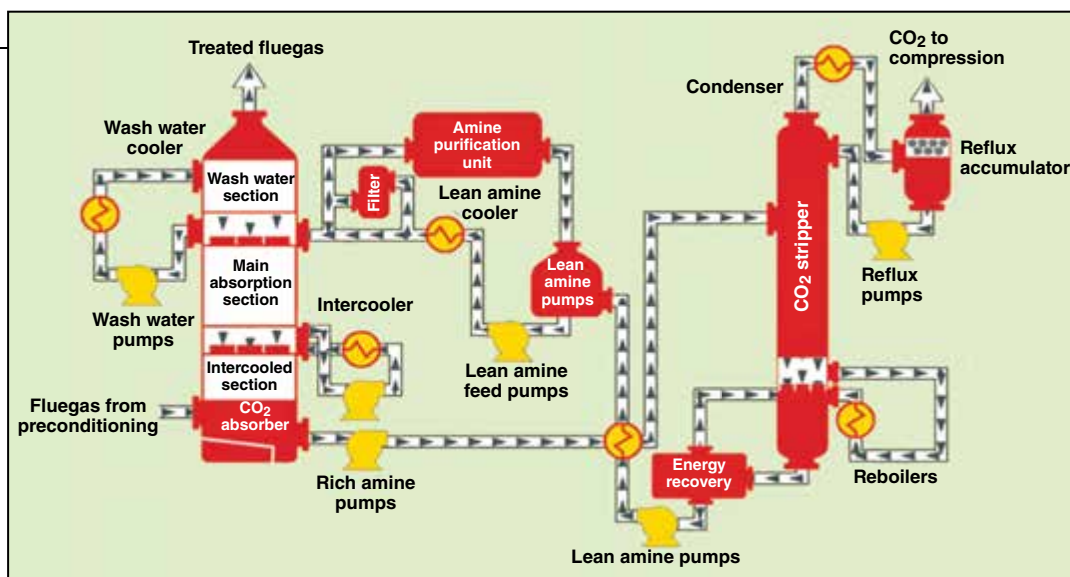 Treated fluegas
Wash water
cooler
Wash water
section
Main
absorption
section
Wash water
pumps
Intercooled
section
CO₂
absorber
Fluegas from
preconditioning
Amine
purification
unit
Filter
Lean amine
cooler
Lean
amine
pumps
Intercooler
Lean amine
feed pumps
Rich amine
pumps
Condenser
CO₂ to
compression
Reflux
accumulator
CO₂ stripper
Reflux
pumps
Energy
recovery
Reboilers
Lean amine pumps